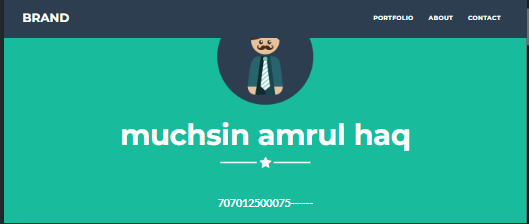 BRAND
PORTFOLIO ABOUT CONTACT
muchsin amrul haq
707012500075------